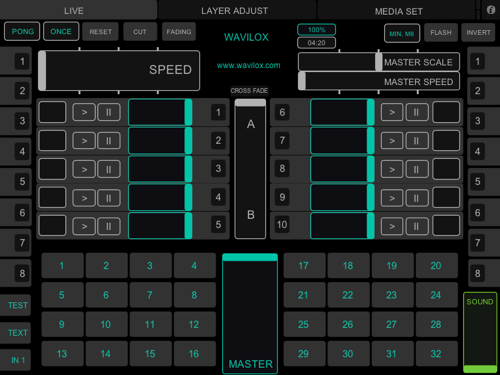 LIVE LAYER ADJUST MEDIA SET i
PONG ONCE RESET CUT FADING WAVILOX 100% 04:20 MIN. M8 FLASH INVERT
www.wavilox.com
SPEED
MASTER SCALE
MASTER SPEED
CROSS FADE
1 1
2 2
3 3
4 4
5 5
6 6
7 7
8 8
> II 1 A 6 > II
> II 2 7 > II
> II 3 8 > II
> II 4 9 > II
> II 5 B 10 > II
1 2 3 4 17 18 19 20
5 6 7 8 21 22 23 24
9 10 11 12 25 26 27 28
13 14 15 16 29 30 31 32
TEST
TEXT
IN 1
MASTER
SOUND